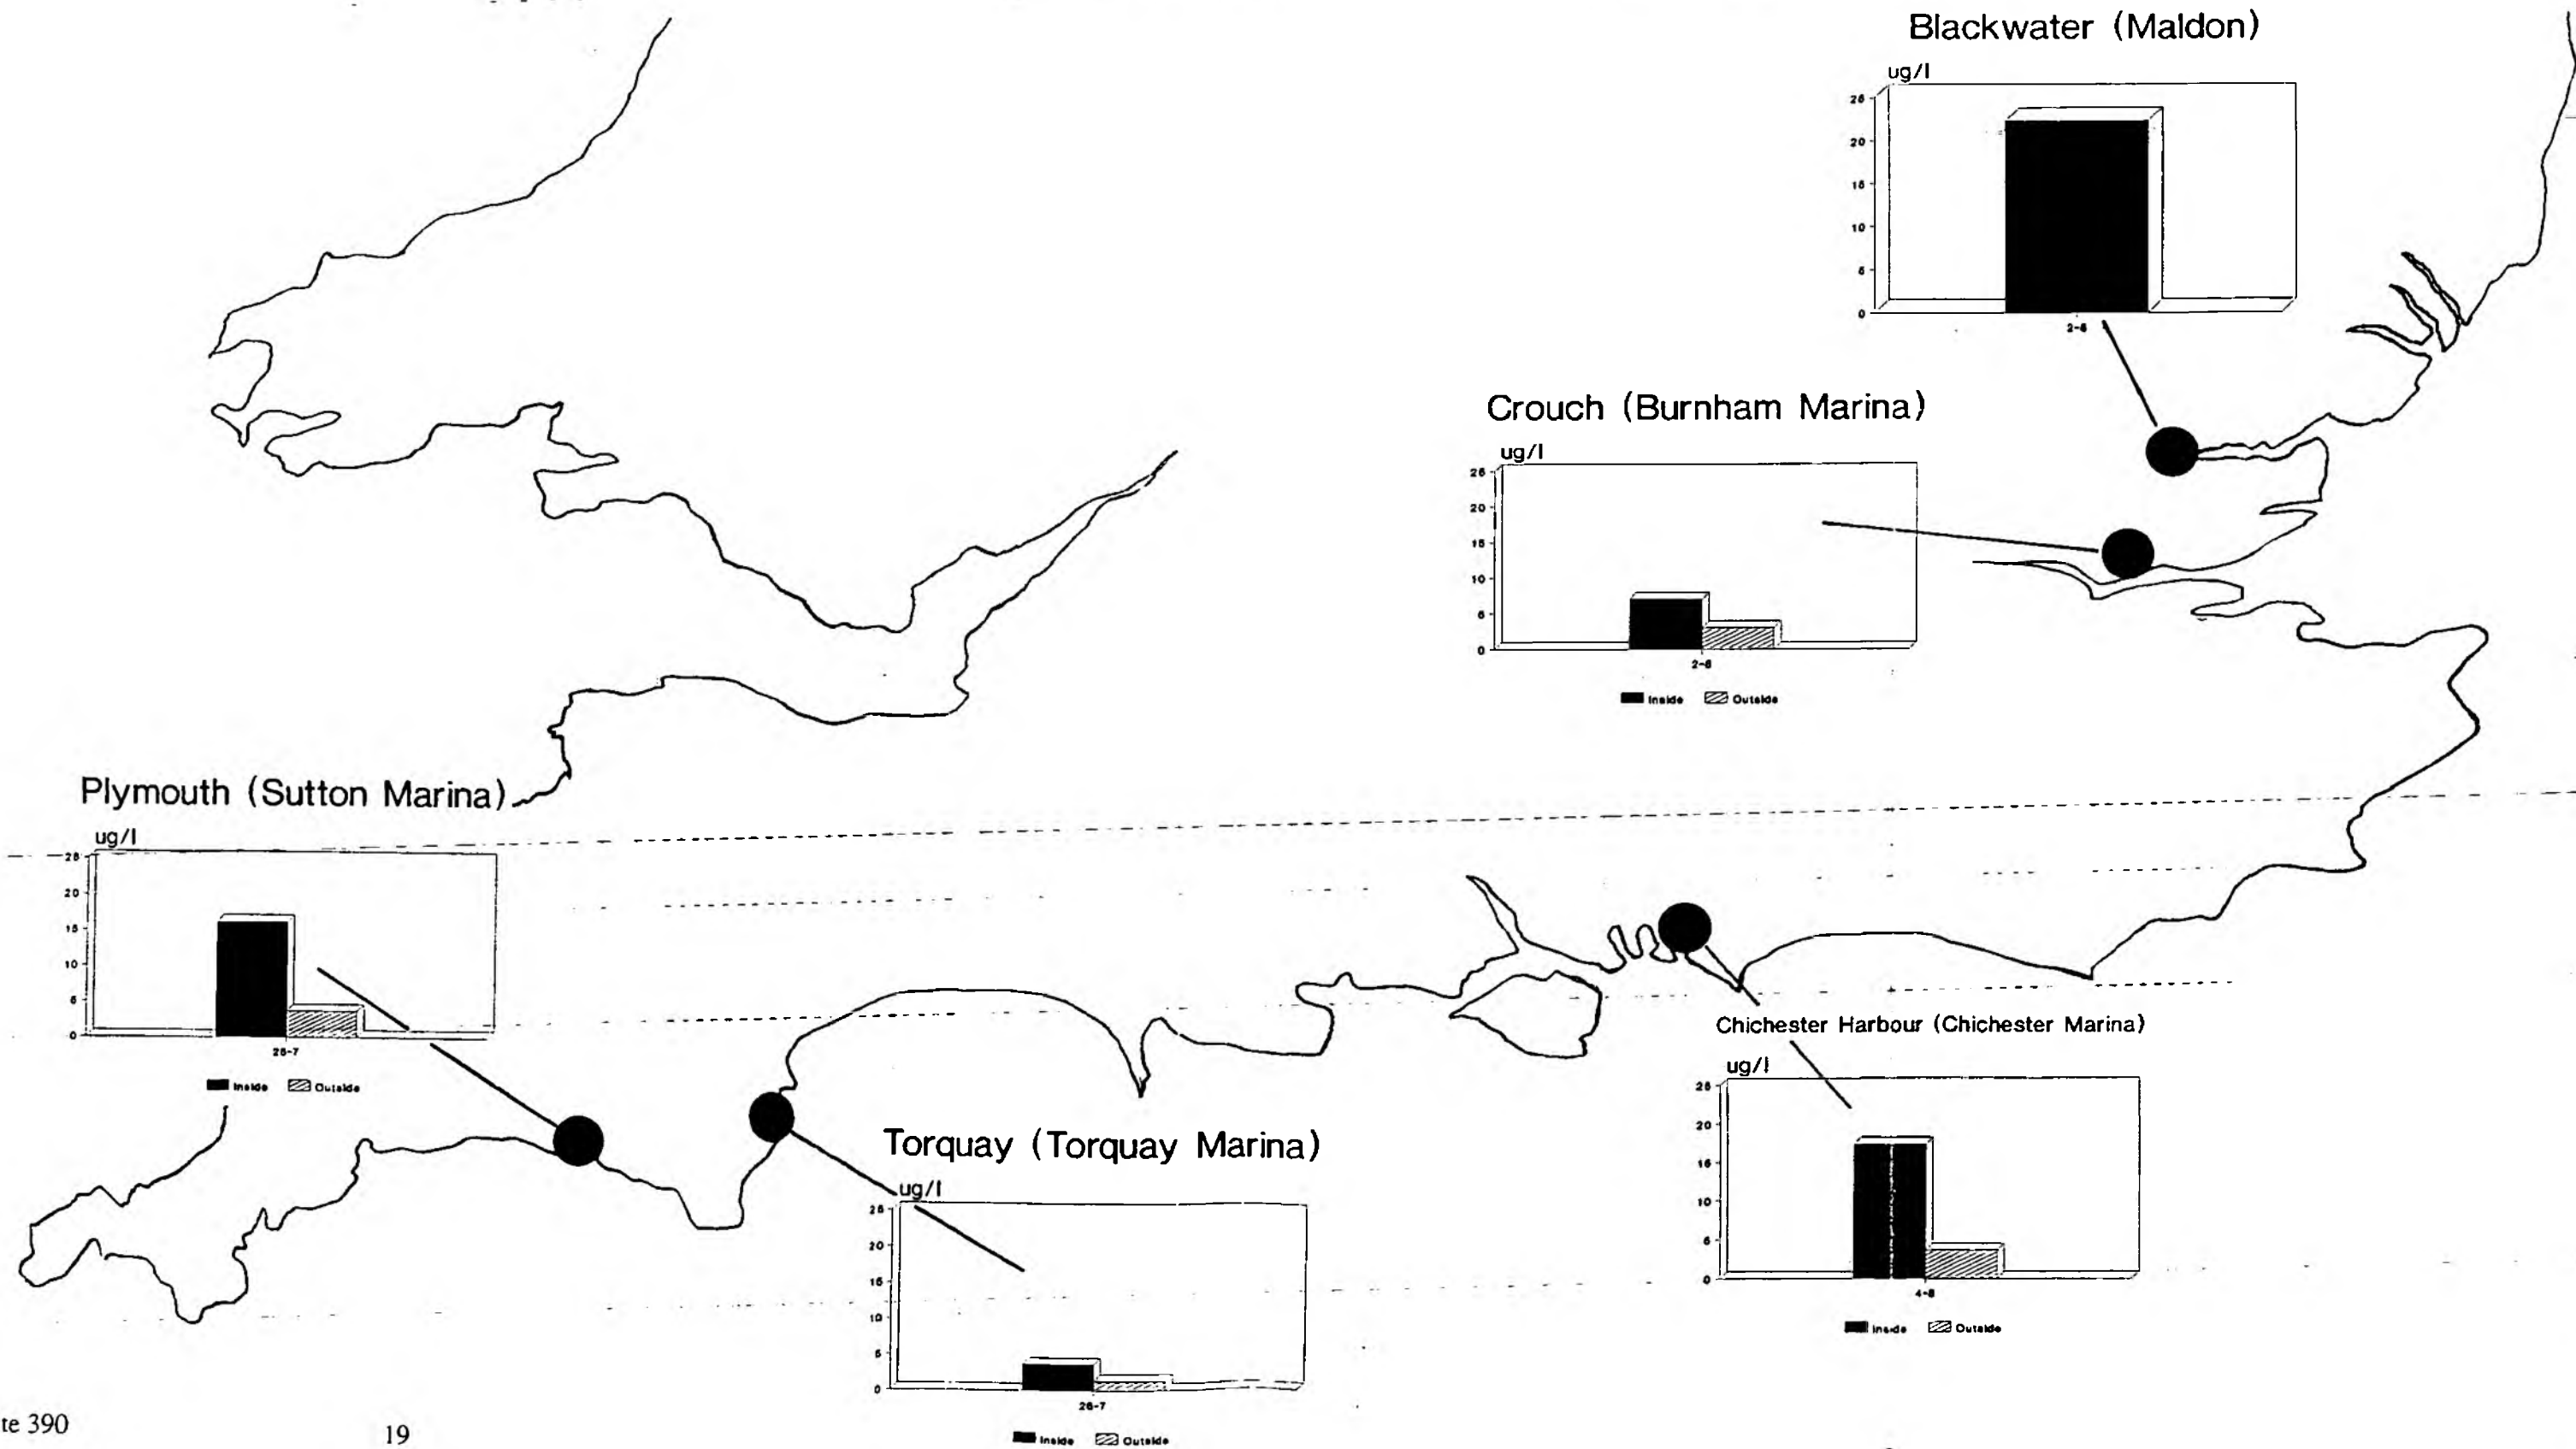 Blackwater (Maldon)
ug/l
25
20
15
10
5
0
2-6
Crouch (Burnham Marina)
ug/l
25
20
15
10
5
0
2-6
Inside Outside
Plymouth (Sutton Marina)
ug/l
25
20
15
10
5
0
25-7
Inside Outside
Chichester Harbour (Chichester Marina)
ug/l
25
20
15
10
5
0
4-8
Inside Outside
Torquay (Torquay Marina)
ug/l
25
20
15
10
5
0
26-7
Inside Outside
te 390
19